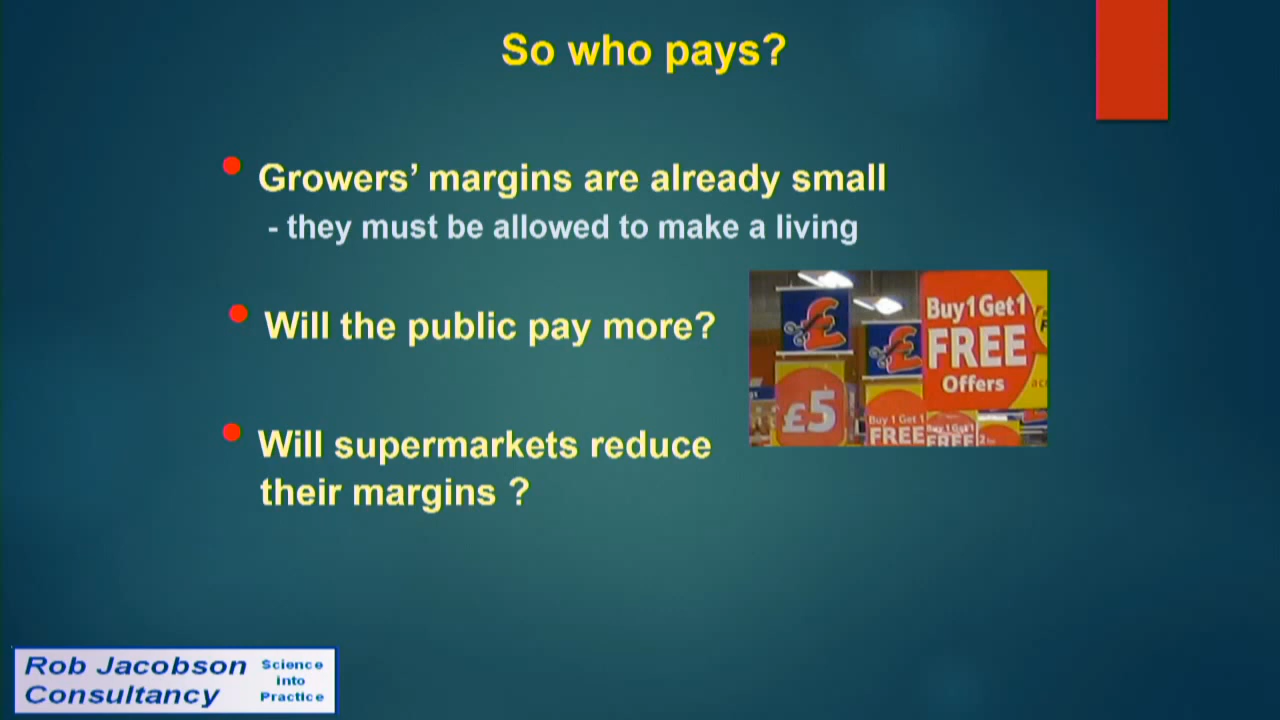 So who pays?
• Growers’ margins are already small
- they must be allowed to make a living
• Will the public pay more?
• Will supermarkets reduce
their margins ?
£
£
Buy1Get1
FREE
Offers
£5
Buy 1 Get 1
FREE
Buy 1 Get 1
FREE
Rob Jacobson
Consultancy
Science
into
Practice